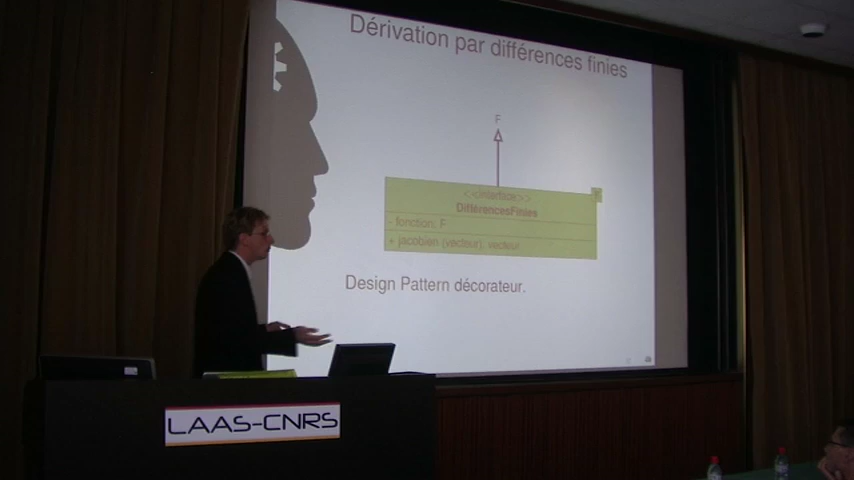 Dérivation par différences finies
F
<<interface>>
DifférencesFinies
- fonction: F
+ jacobien (vecteur): vecteur
Design Pattern décorateur.
LAAS-CNRS